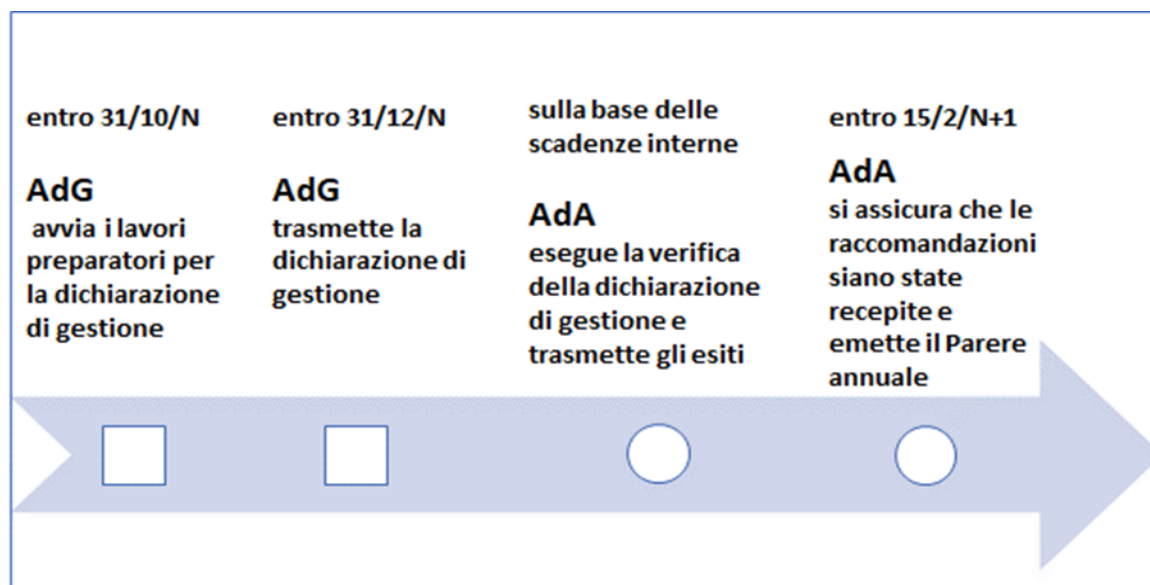 entro 31/10/N
AdG
avvia i lavori
preparatori per
la dichiarazione
di gestione
entro 31/12/N
AdG
trasmette la
dichiarazione di
gestione
sulla base delle
scadenze interne
AdA
esegue la verifica
della dichiarazione
di gestione e
trasmette gli esiti
entro 15/2/N+1
AdA
si assicura che le
raccomandazioni
siano state
recepite e
emette il Parere
annuale